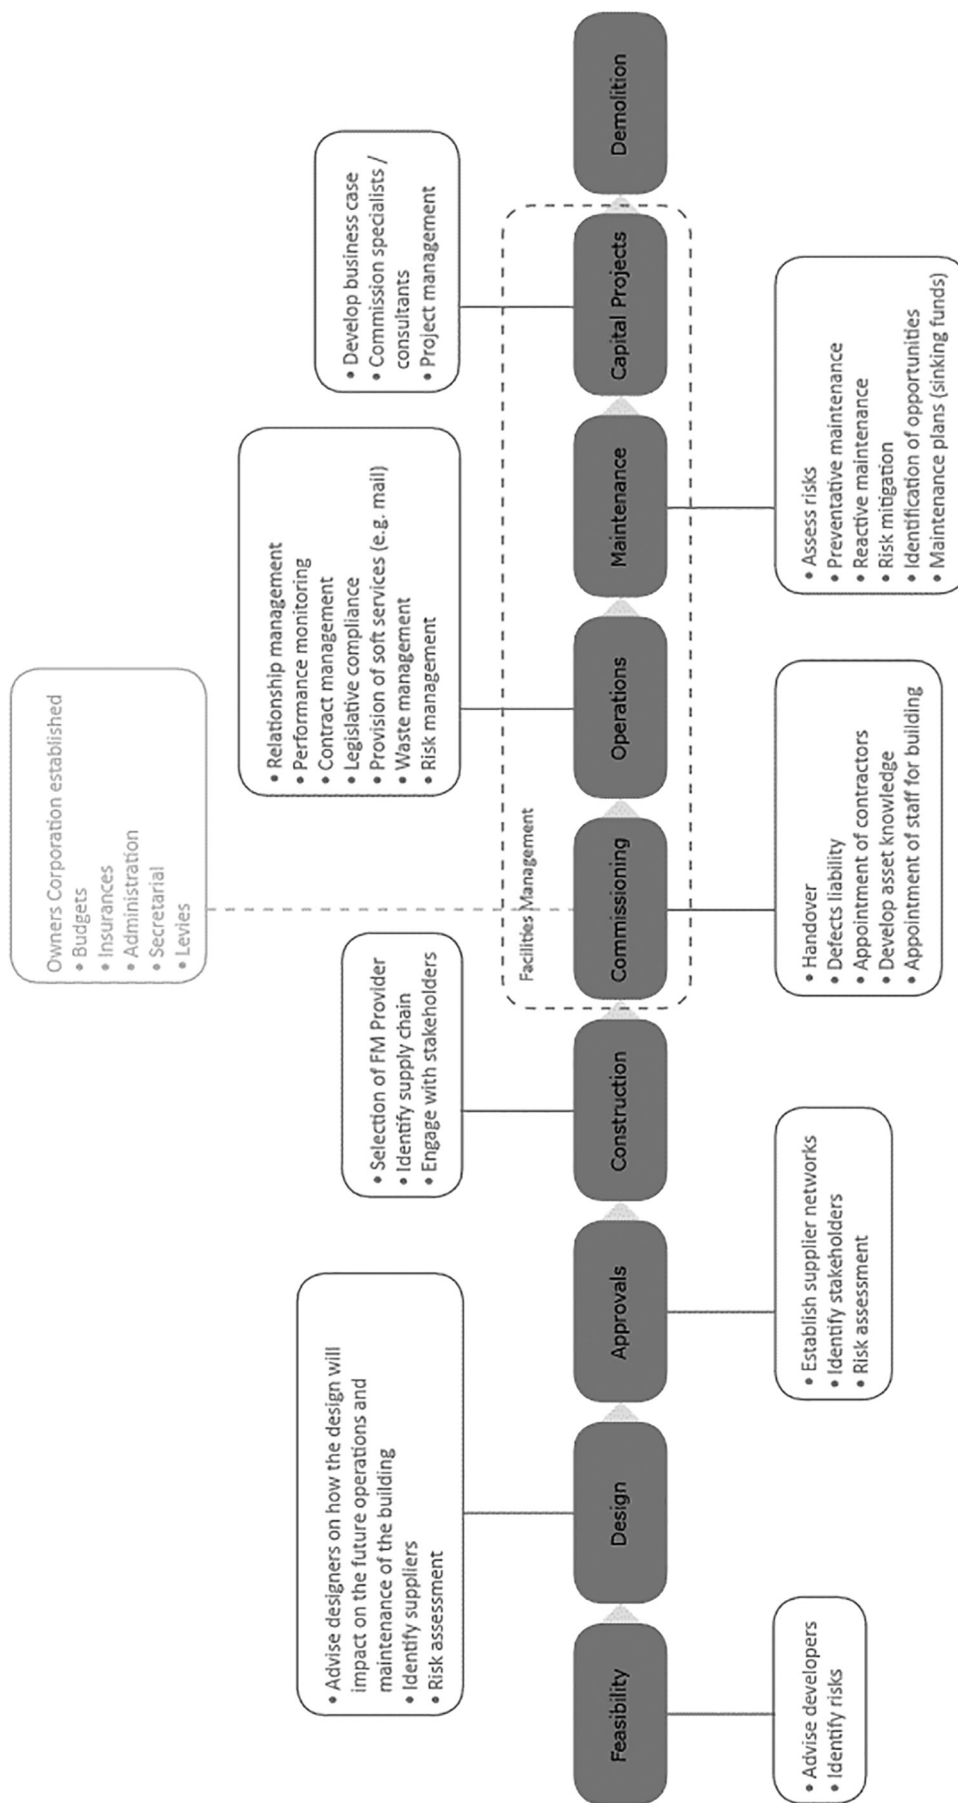 Owners Corporation established
• Budgets
• Insurances
• Administration
• Secretarial
• Levies
• Advise designers on how the design will
impact on the future operations and
maintenance of the building
• Identify suppliers
• Risk assessment
• Selection of FM Provider
• Identify supply chain
• Engage with stakeholders
• Relationship management
• Performance monitoring
• Contract management
• Legislative compliance
• Provision of soft services (e.g. mail)
• Waste management
• Risk management
• Develop business case
• Commission specialists /
consultants
• Project management
Facilities Management
Feasibility
Design
Approvals
Construction
Commissioning
Operations
Maintenance
Capital Projects
Demolition
• Advise developers
• Identify risks
• Establish supplier networks
• Identify stakeholders
• Risk assessment
• Handover
• Defects liability
• Appointment of contractors
• Develop asset knowledge
• Appointment of staff for building
• Assess risks
• Preventative maintenance
• Reactive maintenance
• Risk mitigation
• Identification of opportunities
• Maintenance plans (sinking funds)